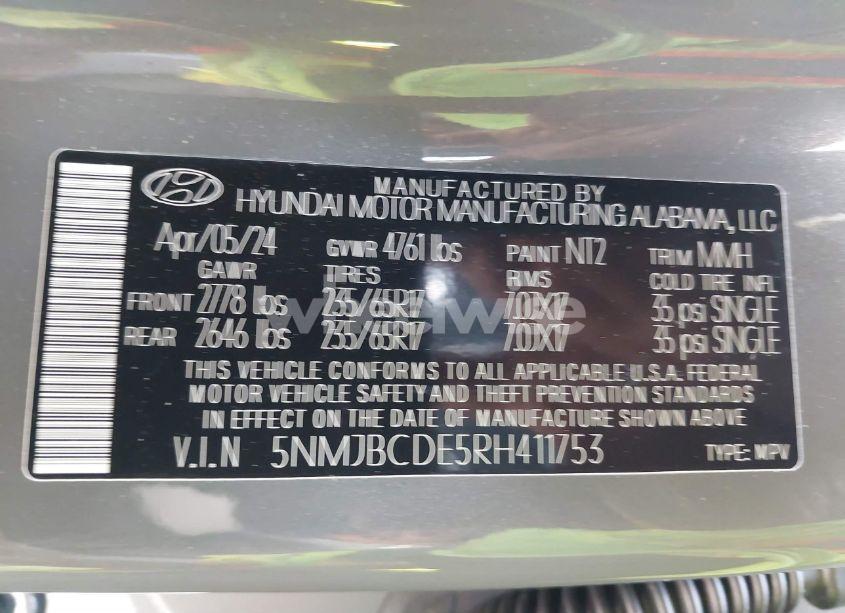 MANUFACTURED BY
HYUNDAI MOTOR MANUFACTURING ALABAMA, LLC
Apr/05/24 GVWR 4761 lbs PAINT NT2 TRIM MMH
GAWR TIRES RIMS COLD TIRE INFL
FRONT 2778 lbs 235/65R17 7.0JX17 35 psi SINGLE
REAR 2646 lbs 235/65R17 7.0JX17 35 psi SINGLE
THIS VEHICLE CONFORMS TO ALL APPLICABLE U.S.A. FEDERAL
MOTOR VEHICLE SAFETY AND THEFT PREVENTION STANDARDS
IN EFFECT ON THE DATE OF MANUFACTURE SHOWN ABOVE
V.I.N 5NMJBCDE5RH411753 TYPE: MPV